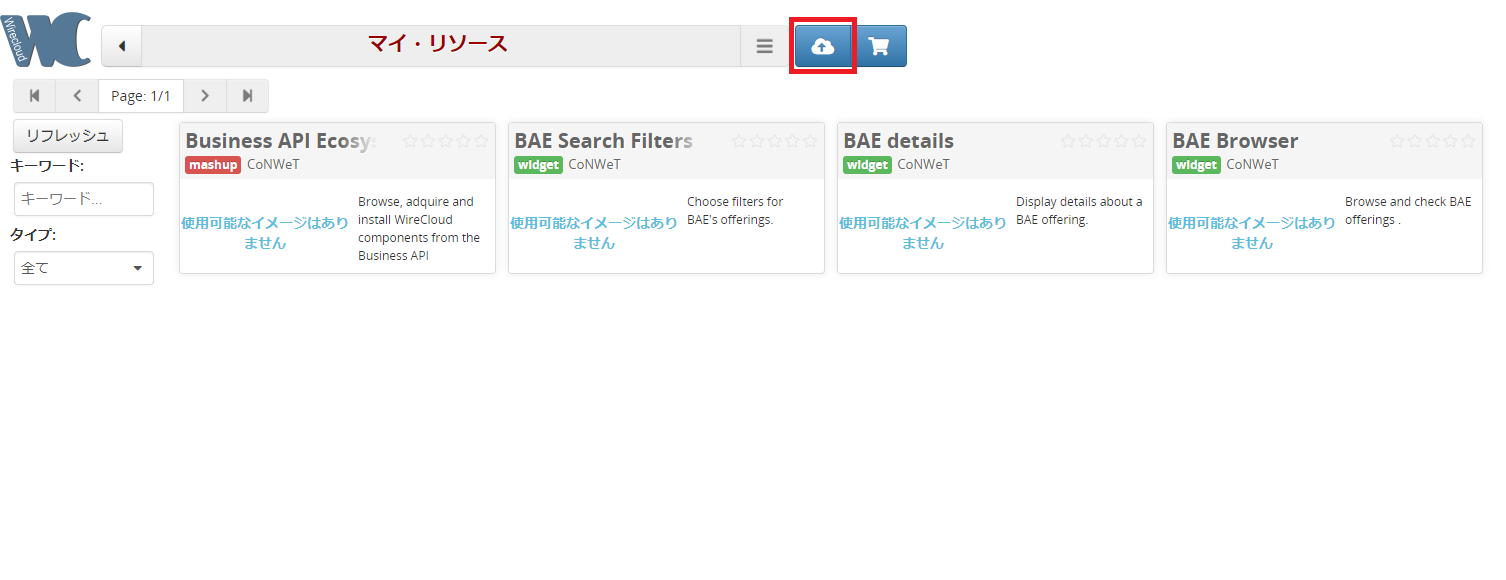 Wirecloud
マイ・リソース
Page: 1/1
リフレッシュ
キーワード:
キーワード...
タイプ:
全て
Business API Ecosys
mashup CoNWeT
使用可能なイメージはあり
ません
Browse, adquire and
install WireCloud
components from the
Business API
BAE Search Filters
widget CoNWeT
使用可能なイメージはあり
ません
Choose filters for
BAE's offerings.
BAE details
widget CoNWeT
使用可能なイメージはあり
ません
Display details about a
BAE offering.
BAE Browser
widget CoNWeT
使用可能なイメージはあり
ません
Browse and check BAE
offerings .